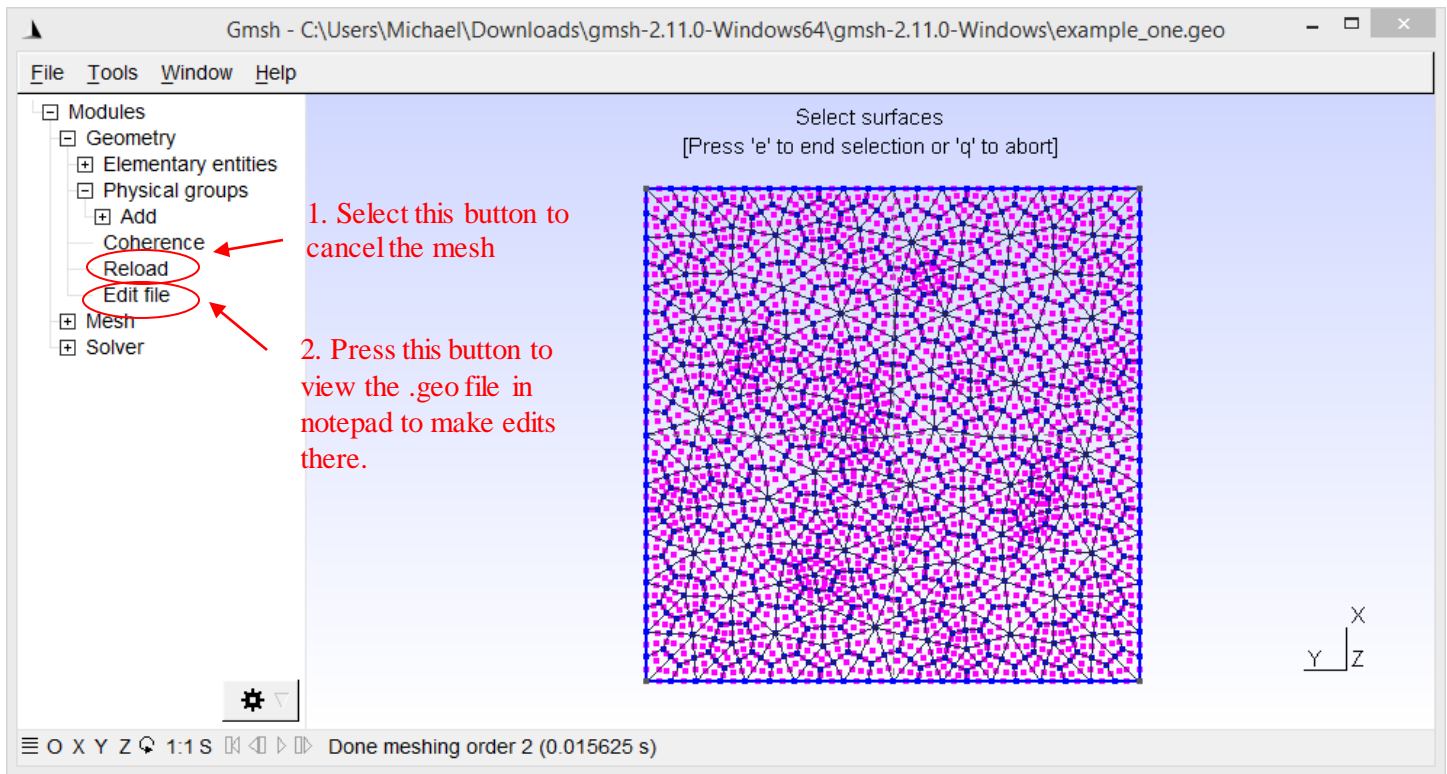 Gmsh - C:\Users\Michael\Downloads\gmsh-2.11.0-Windows64\gmsh-2.11.0-Windows\example_one.geo
File Tools Window Help
Modules
Geometry
Elementary entities
Physical groups
Add
Coherence
Reload
Edit file
Mesh
Solver
1. Select this button to
cancel the mesh
2. Press this button to
view the .geo file in
notepad to make edits
there.
Select surfaces
[Press 'e' to end selection or 'q' to abort]
X
Y Z
O X Y Z 1:1 S Done meshing order 2 (0.015625 s)